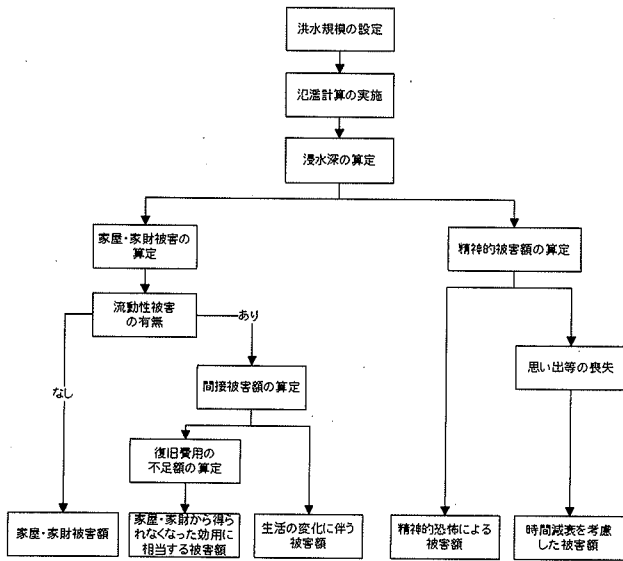 洪水規模の設定
氾濫計算の実施
浸水深の算定
家屋・家財被害の
算定
精神的被害額の算定
流動性被害
の有無
あり
なし
間接被害額の算定
思い出等の喪失
復旧費用の
不足額の算定
家屋・家財被害額
家屋・家財から得ら
れなくなった効用に
相当する被害額
生活の変化に伴う
被害額
精神的恐怖による
被害額
時間減衰を考慮
した被害額